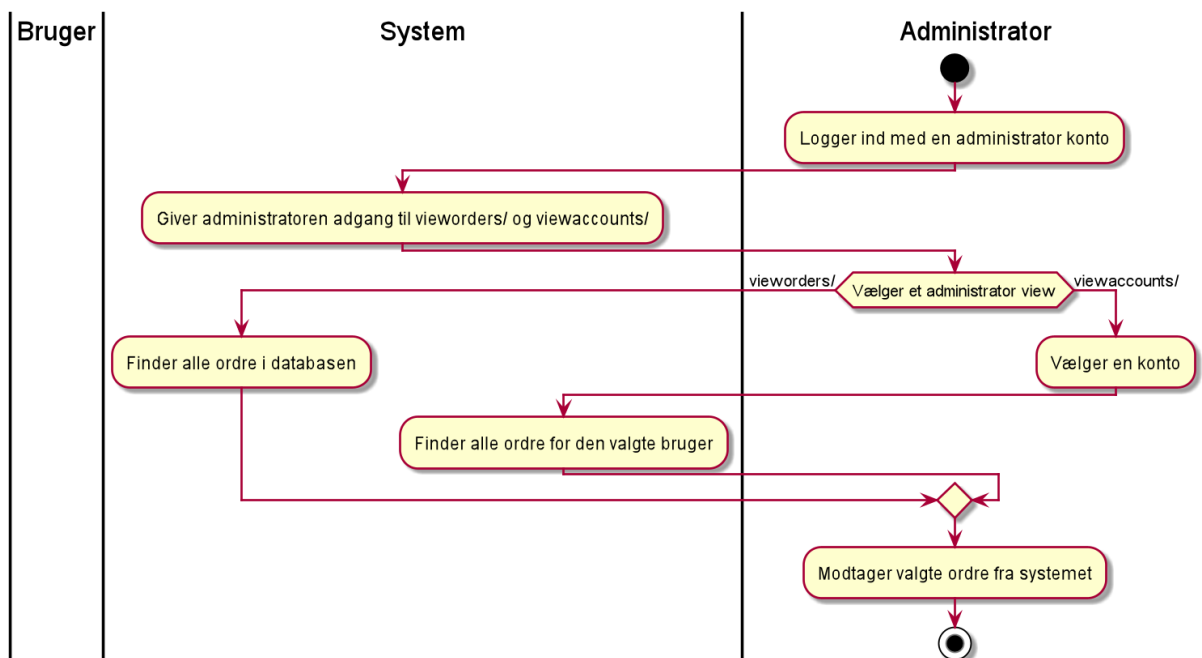 Bruger
System
Administrator
Logger ind med en administrator konto
Giver administratoren adgang til vieworders/ og viewaccounts/
vieworders/
Vælger et administrator view
viewaccounts/
Finder alle ordre i databasen
Vælger en konto
Finder alle ordre for den valgte bruger
Modtager valgte ordre fra systemet